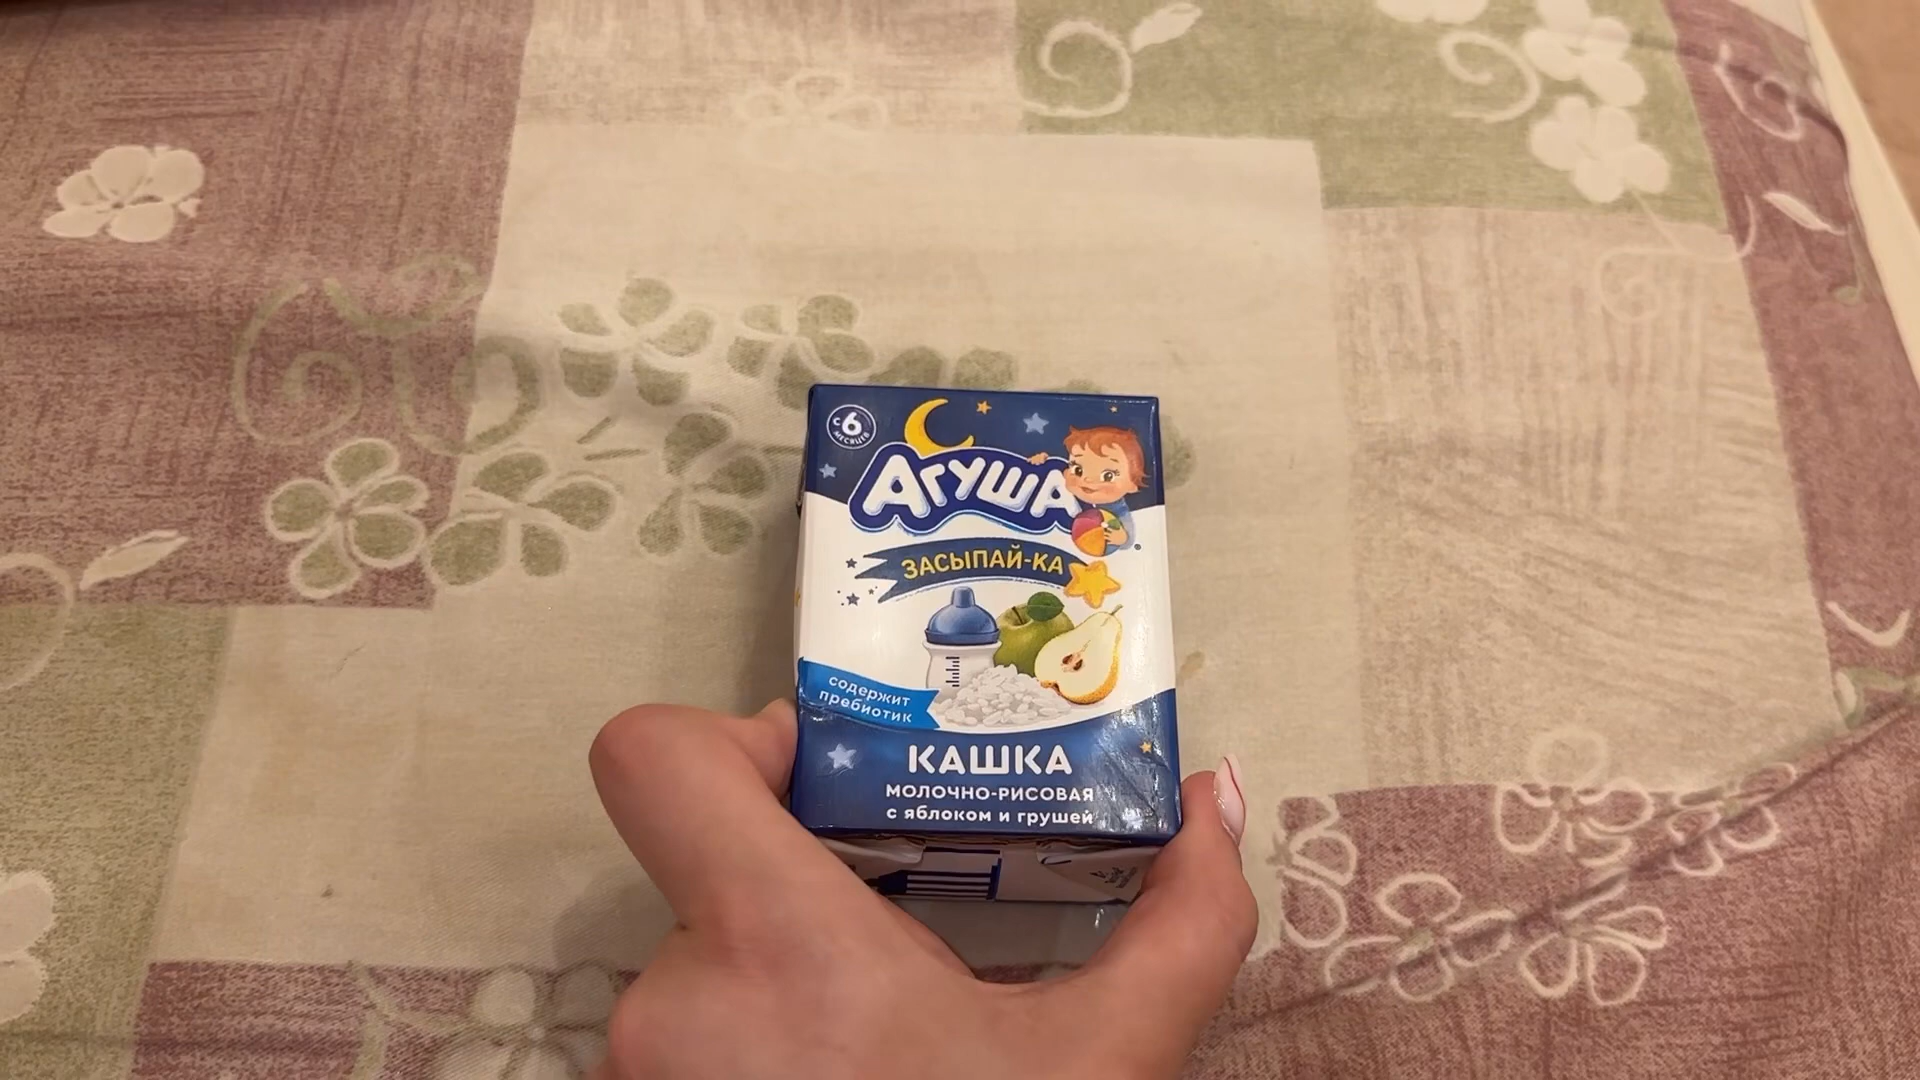 с 6
месяцев
Агуша
ЗАСЫПАЙ-КА
содержит
пребиотик
КАШКА
МОЛОЧНО-РИСОВАЯ
с яблоком и грушей